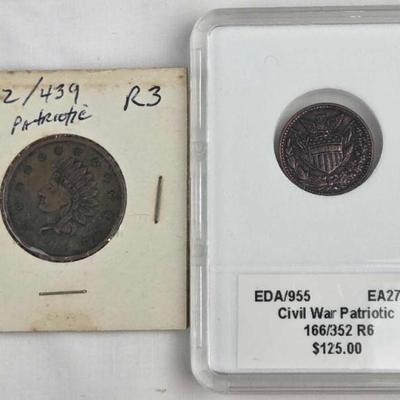 2/439 R3
Patriotic
EDA/955 EA27
Civil War Patriotic
166/352 R6
$125.00